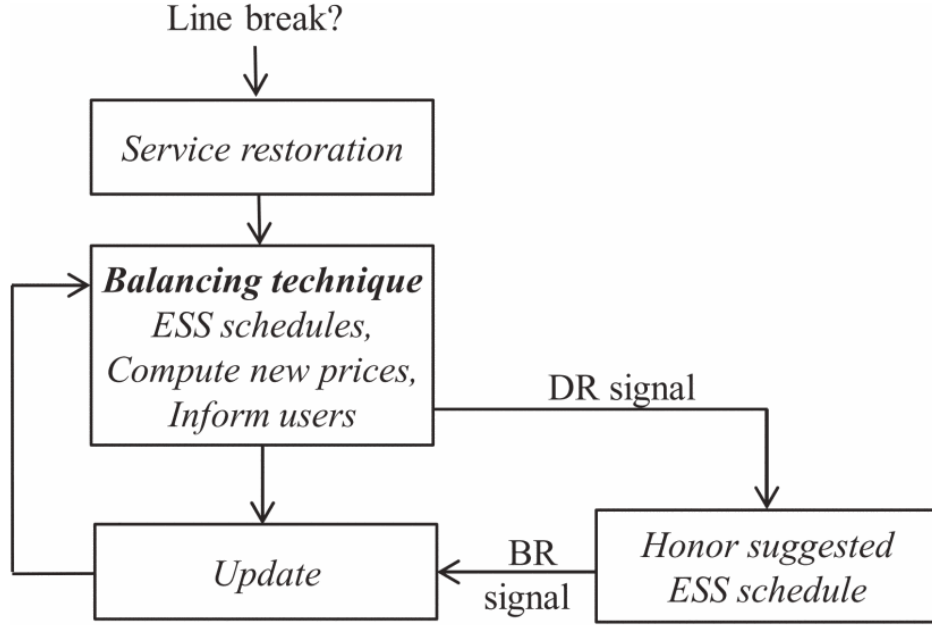 Line break?
Service restoration
Balancing technique
ESS schedules,
Compute new prices,
Inform users
DR signal
Update
BR
signal
Honor suggested
ESS schedule